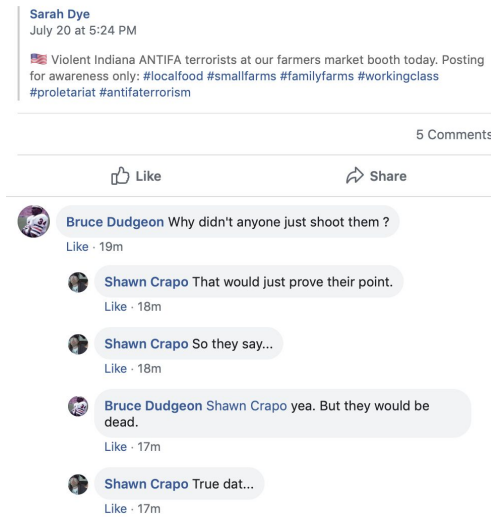 Sarah Dye
July 20 at 5:24 PM
🇺🇸 Violent Indiana ANTIFA terrorists at our farmers market booth today. Posting
for awareness only: #localfood #smallfarms #familyfarms #workingclass
#proletariat #antifaterrorism
5 Comments
Like Share
Bruce Dudgeon Why didn't anyone just shoot them ?
Like · 19m
Shawn Crapo That would just prove their point.
Like · 18m
Shawn Crapo So they say...
Like · 18m
Bruce Dudgeon Shawn Crapo yea. But they would be
dead.
Like · 17m
Shawn Crapo True dat...
Like · 17m